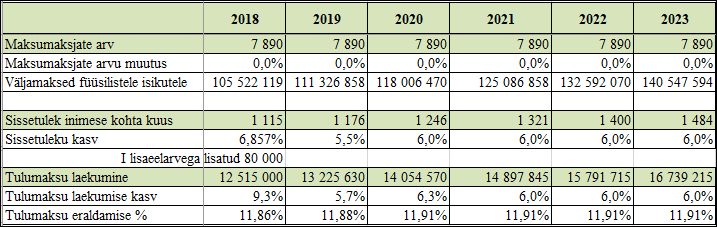 2018 2019 2020 2021 2022 2023
Maksumaksjate arv 7 890 7 890 7 890 7 890 7 890 7 890
Maksumaksjate arvu muutus 0,0% 0,0% 0,0% 0,0% 0,0% 0,0%
Väljamaksed füüsilistele isikutele 105 522 119 111 326 858 118 006 470 125 086 858 132 592 070 140 547 594
Sissetulek inimese kohta kuus 1 115 1 176 1 246 1 321 1 400 1 484
Sissetuleku kasv 6,857% 5,5% 6,0% 6,0% 6,0% 6,0%
I lisaeelarvega lisatud 80 000
Tulumaksu laekumine 12 515 000 13 225 630 14 054 570 14 897 845 15 791 715 16 739 215
Tulumaksu laekumise kasv 9,3% 5,7% 6,3% 6,0% 6,0% 6,0%
Tulumaksu eraldamise % 11,86% 11,88% 11,91% 11,91% 11,91% 11,91%